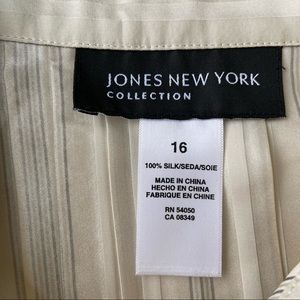 JONES NEW YORK
COLLECTION
16
100% SILK/SEDA/SOIE
MADE IN CHINA
HECHO EN CHINA
FABRIQUE EN CHINE
RN 54050
CA 08349